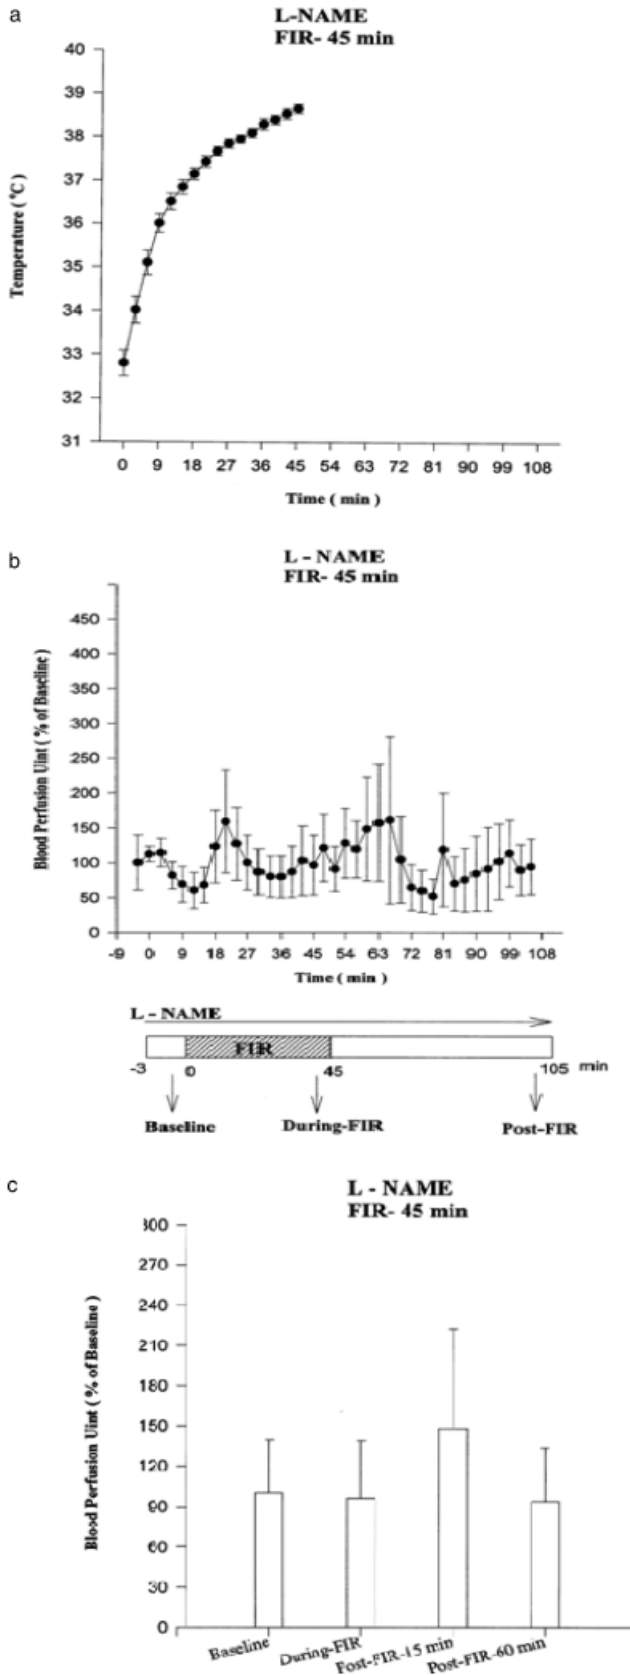 a
L-NAME
FIR- 45 min
40
39
38
37
36
35
34
33
32
31
Temperature ( °C )
0 9 18 27 36 45 54 63 72 81 90 99 108
Time ( min )
b
L - NAME
FIR- 45 min
450
400
350
300
250
200
150
100
50
0
Blood Perfusion Uint ( % of Baseline )
-9 0 9 18 27 36 45 54 63 72 81 90 99 108
Time ( min )
L - NAME
FIR
-3 0 45 105 min
Baseline During-FIR Post-FIR
c
L - NAME
FIR- 45 min
300
270
240
210
180
150
120
90
60
30
0
Blood Perfusion Uint ( % of Baseline )
Baseline During-FIR Post-FIR-15 min Post-FIR-60 min